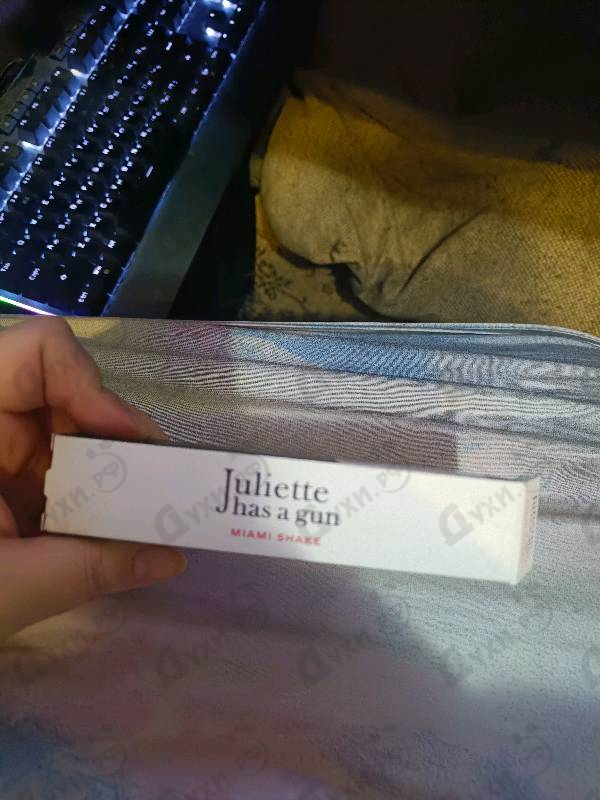 Juliette
has a gun
MIAMI SHAKE
Духи.рф